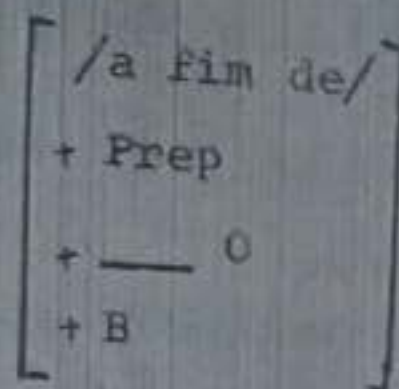 /a fim de/
+ Prep
+ ___ O
+ B